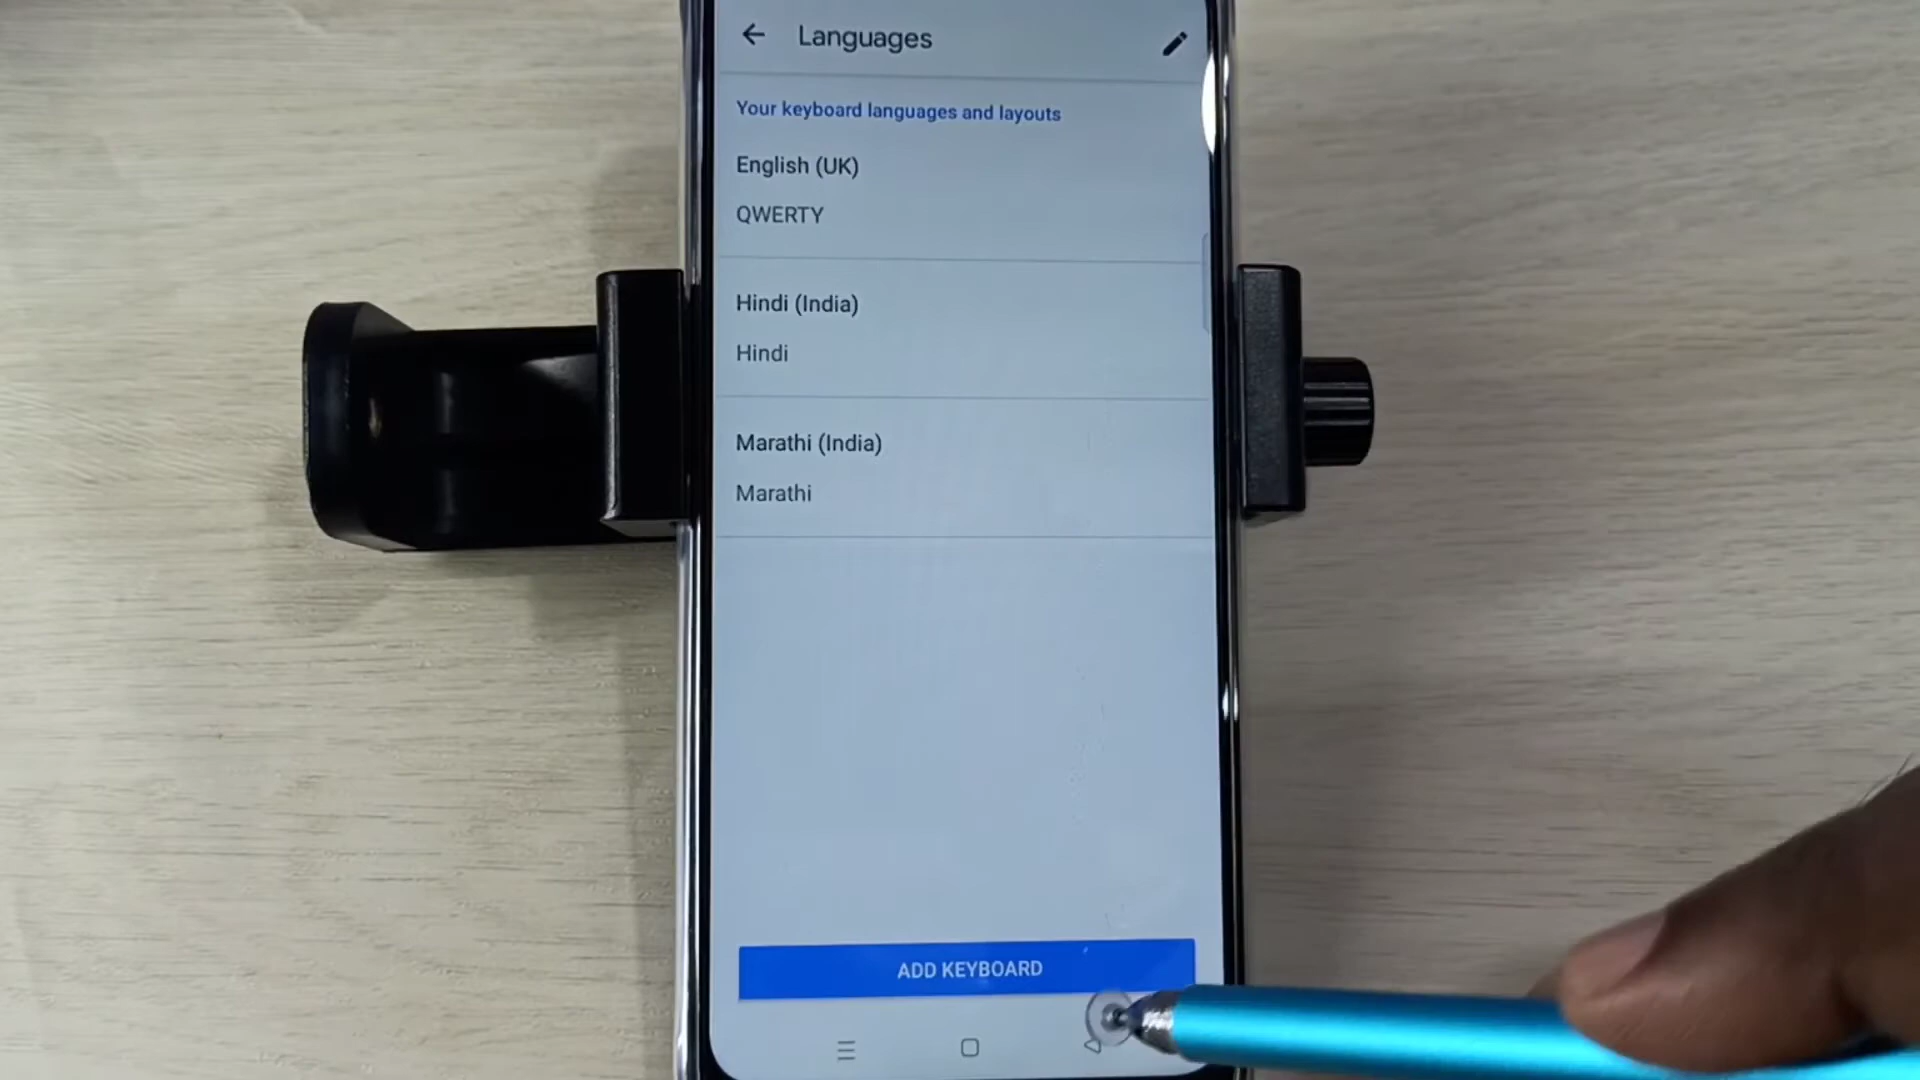 Languages
Your keyboard languages and layouts
English (UK)
QWERTY
Hindi (India)
Hindi
Marathi (India)
Marathi
ADD KEYBOARD